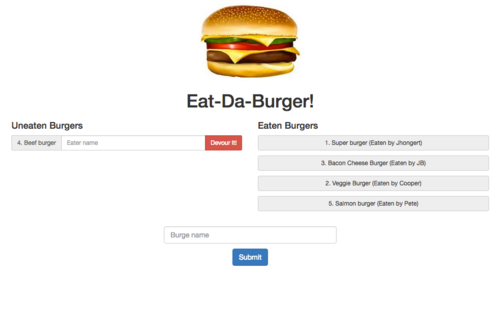 Eat-Da-Burger!
Uneaten Burgers
4. Beef burger Eater name Devour it!
Eaten Burgers
1. Super burger (Eaten by Jhongert)
3. Bacon Cheese Burger (Eaten by JB)
2. Veggie Burger (Eaten by Cooper)
5. Salmon burger (Eaten by Pete)
Burge name
Submit